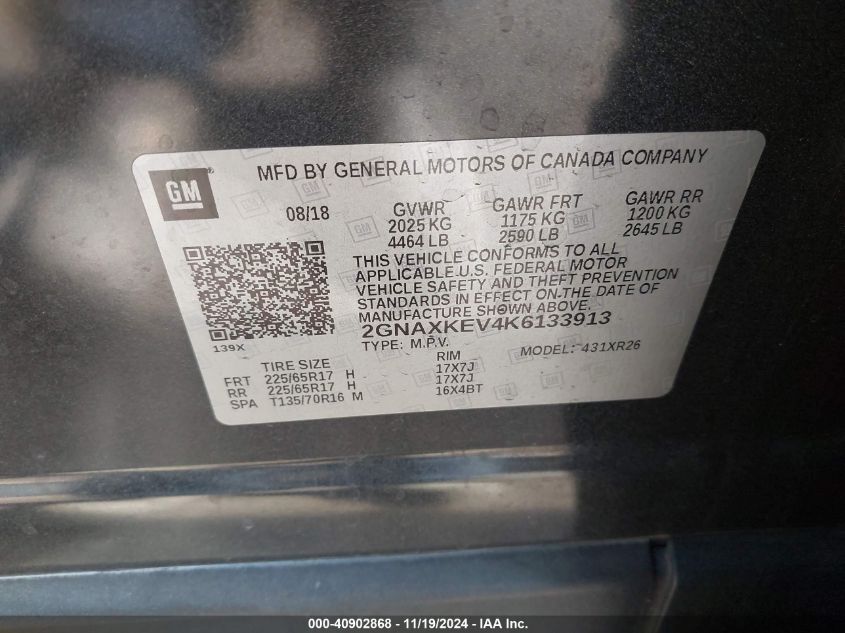 MFD BY GENERAL MOTORS OF CANADA COMPANY
GM
08/18
GVWR GAWR FRT GAWR RR
2025 KG 1175 KG 1200 KG
4464 LB 2590 LB 2645 LB
THIS VEHICLE CONFORMS TO ALL
APPLICABLE.U.S. FEDERAL MOTOR
VEHICLE SAFETY AND THEFT PREVENTION
STANDARDS IN EFFECT ON-THE DATE OF
MANUFACTURE SHOWN ABOVE.
2GNAXKEV4K6133913
139X
TYPE: M.P.V. MODEL: 431XR26
TIRE SIZE RIM
FRT 225/65R17 H 17X7J
RR 225/65R17 H 17X7J
SPA T135/70R16 M 16X4BT
000-40902868 - 11/19/2024 - IAA Inc.